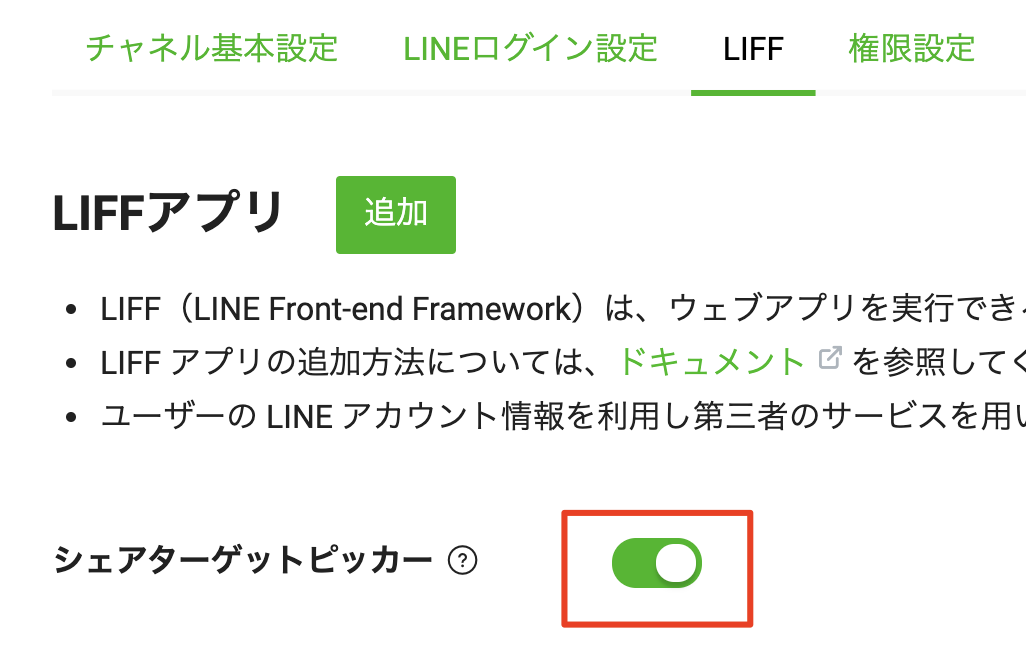 チャネル基本設定 LINEログイン設定 LIFF 権限設定
LIFFアプリ 追加
• LIFF（LINE Front-end Framework）は、ウェブアプリを実行でき
• LIFF アプリの追加方法については、ドキュメント を参照して
• ユーザーの LINE アカウント情報を利用し第三者のサービスを用
シェアターゲットピッカー ?